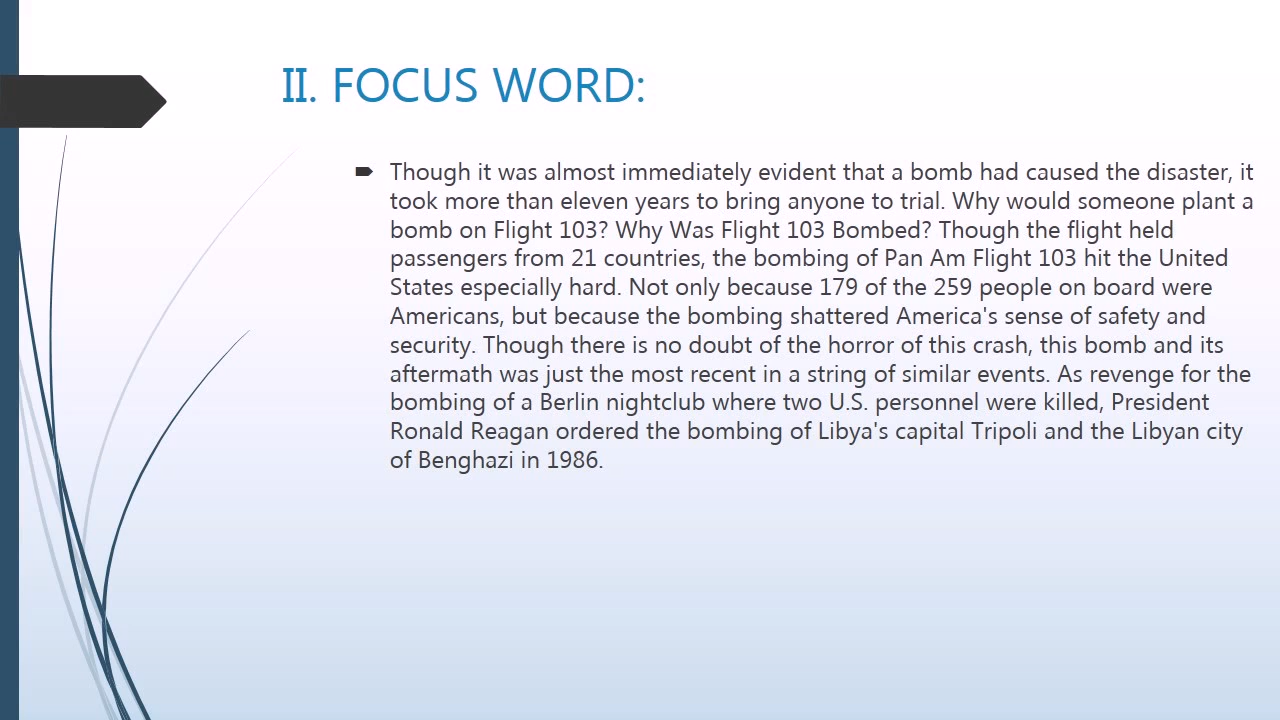 II. FOCUS WORD:
Though it was almost immediately evident that a bomb had caused the disaster, it
took more than eleven years to bring anyone to trial. Why would someone plant a
bomb on Flight 103? Why Was Flight 103 Bombed? Though the flight held
passengers from 21 countries, the bombing of Pan Am Flight 103 hit the United
States especially hard. Not only because 179 of the 259 people on board were
Americans, but because the bombing shattered America's sense of safety and
security. Though there is no doubt of the horror of this crash, this bomb and its
aftermath was just the most recent in a string of similar events. As revenge for the
bombing of a Berlin nightclub where two U.S. personnel were killed, President
Ronald Reagan ordered the bombing of Libya's capital Tripoli and the Libyan city
of Benghazi in 1986.